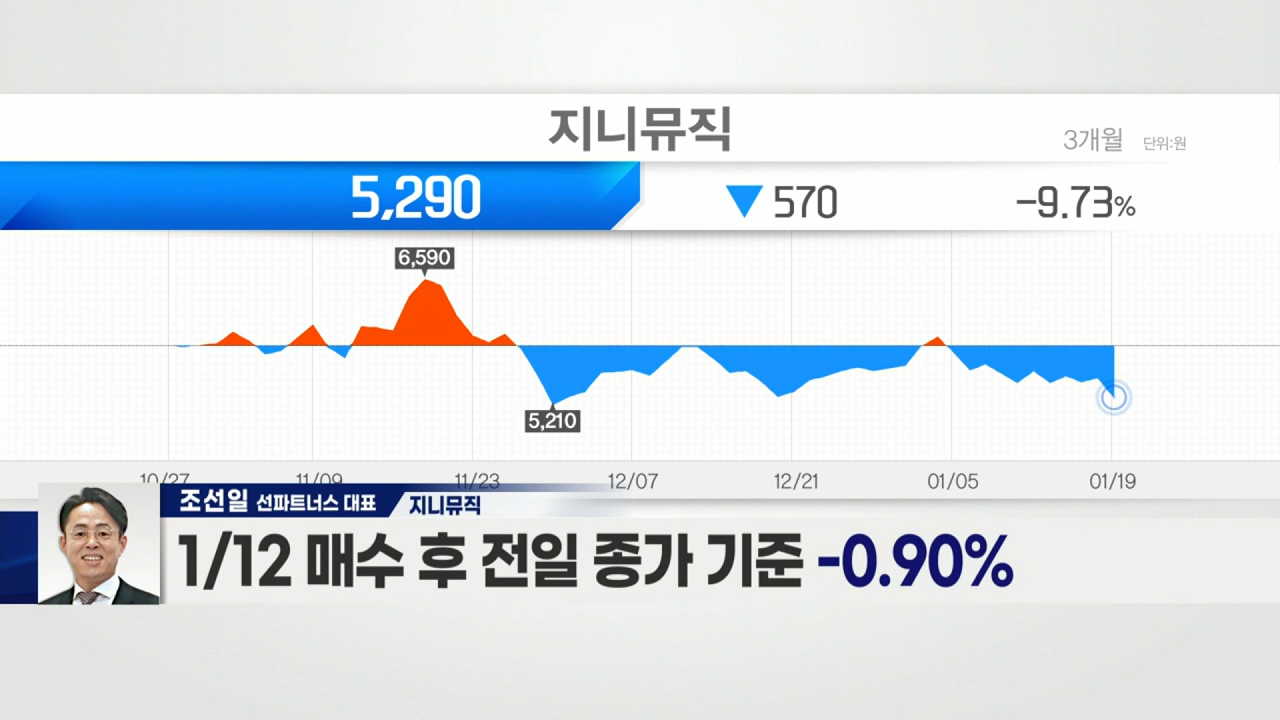 지니뮤직
3개월 단위:원
5,290 ▼570 -9.73%
6,590
5,210
10/27 11/09 11/23 12/07 12/21 01/05 01/19
조선일 선파트너스 대표 지니뮤직
1/12 매수 후 전일 종가 기준 -0.90%